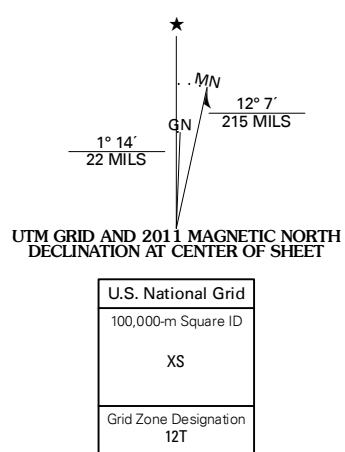 ★
MN
GN
12° 7´
215 MILS
1° 14´
22 MILS
UTM GRID AND 2011 MAGNETIC NORTH
DECLINATION AT CENTER OF SHEET
U.S. National Grid
100,000-m Square ID
XS
Grid Zone Designation
12T